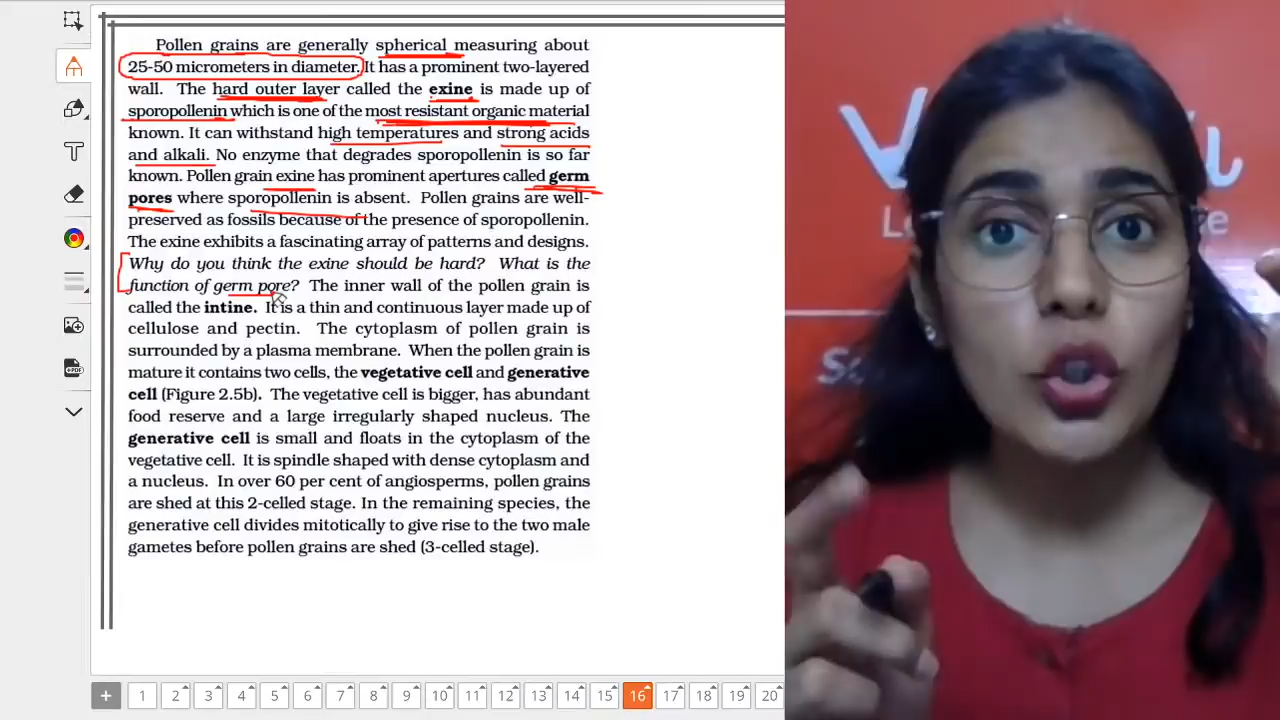 Pollen grains are generally spherical measuring about
25-50 micrometers in diameter. It has a prominent two-layered
wall. The hard outer layer called the exine is made up of
sporopollenin which is one of the most resistant organic material
known. It can withstand high temperatures and strong acids
and alkali. No enzyme that degrades sporopollenin is so far
known. Pollen grain exine has prominent apertures called germ
pores where sporopollenin is absent. Pollen grains are well-
preserved as fossils because of the presence of sporopollenin.
The exine exhibits a fascinating array of patterns and designs.
Why do you think the exine should be hard? What is the
function of germ pore? The inner wall of the pollen grain is
called the intine. It is a thin and continuous layer made up of
cellulose and pectin. The cytoplasm of pollen grain is
surrounded by a plasma membrane. When the pollen grain is
mature it contains two cells, the vegetative cell and generative
cell (Figure 2.5b). The vegetative cell is bigger, has abundant
food reserve and a large irregularly shaped nucleus. The
generative cell is small and floats in the cytoplasm of the
vegetative cell. It is spindle shaped with dense cytoplasm and
a nucleus. In over 60 per cent of angiosperms, pollen grains
are shed at this 2-celled stage. In the remaining species, the
generative cell divides mitotically to give rise to the two male
gametes before pollen grains are shed (3-celled stage).
1 2 3 4 5 6 7 8 9 10 11 12 13 14 15 16 17 18 19 20